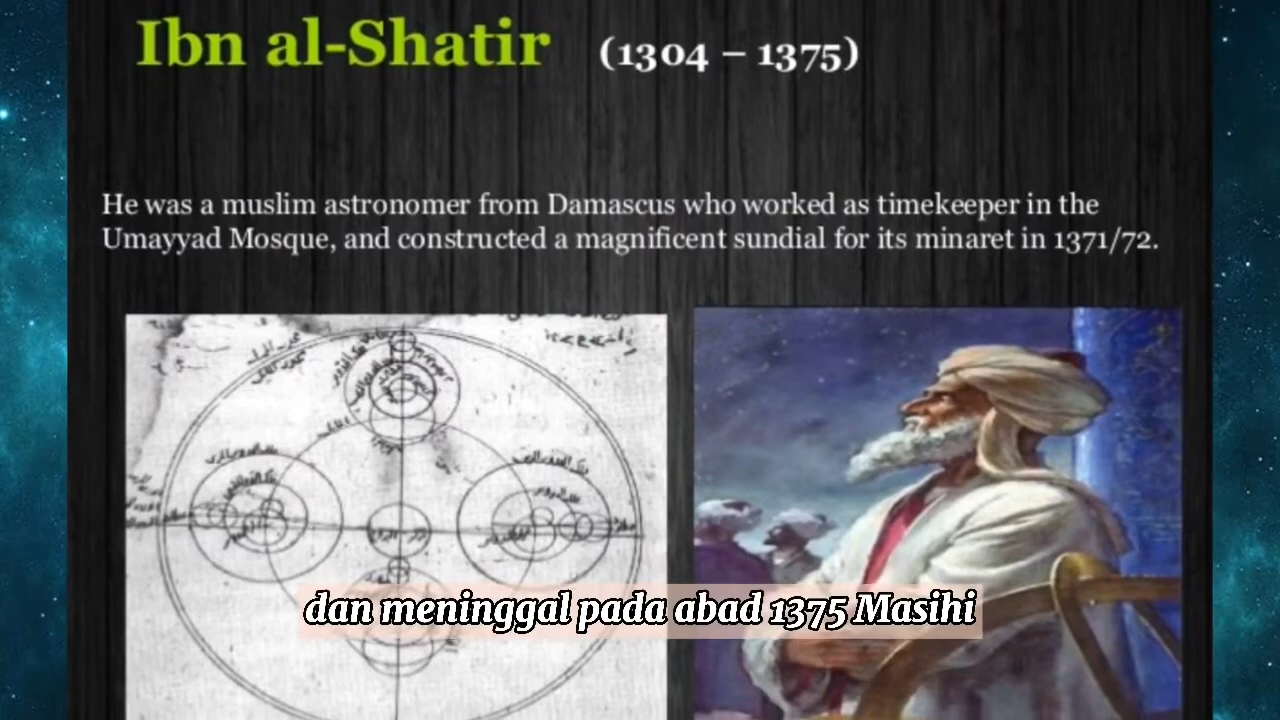 Ibn al-Shatir (1304 – 1375)
He was a muslim astronomer from Damascus who worked as timekeeper in the
Umayyad Mosque, and constructed a magnificent sundial for its minaret in 1371/72.
dan meninggal pada abad 1375 Masihi